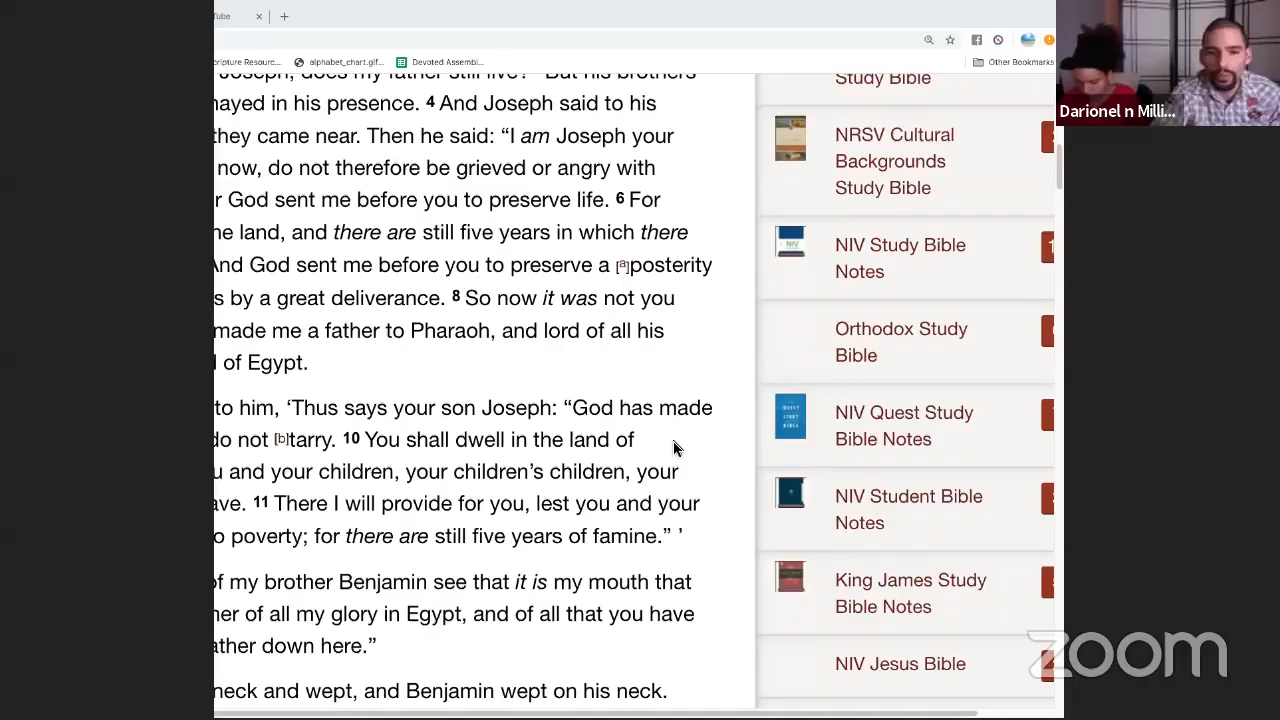 Tube
cripture Resourc...
alphabet_chart.gif...
Devoted Assembl...
Other Bookmarks
Joseph; does my father still live?” But his brothers
mayed in his presence. 4 And Joseph said to his
they came near. Then he said: “I am Joseph your
now, do not therefore be grieved or angry with
r God sent me before you to preserve life. 6 For
he land, and there are still five years in which there
And God sent me before you to preserve a [a]posterity
s by a great deliverance. 8 So now it was not you
made me a father to Pharaoh, and lord of all his
d of Egypt.
to him, ‘Thus says your son Joseph: “God has made
do not [b]tarry. 10 You shall dwell in the land of
u and your children, your children’s children, your
ave. 11 There I will provide for you, lest you and your
o poverty; for there are still five years of famine.” ’
of my brother Benjamin see that it is my mouth that
her of all my glory in Egypt, and of all that you have
ather down here.”
neck and wept, and Benjamin wept on his neck.
Study Bible
NRSV Cultural
Backgrounds
Study Bible
NIV Study Bible
Notes
Orthodox Study
Bible
NIV Quest Study
Bible Notes
NIV Student Bible
Notes
King James Study
Bible Notes
NIV Jesus Bible
Darionel n Milli...
zoom